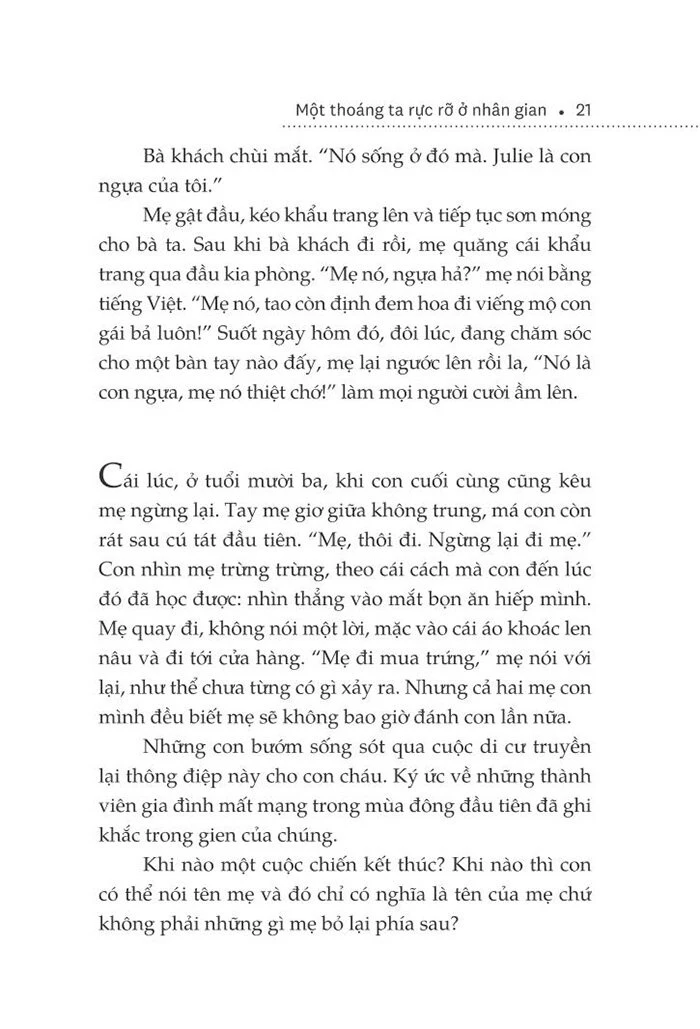 Một thoáng ta rực rỡ ở nhân gian • 21
Bà khách chùi mắt. “Nó sống ở đó mà. Julie là con
ngựa của tôi.”
Mẹ gật đầu, kéo khẩu trang lên và tiếp tục sơn móng
cho bà ta. Sau khi bà khách đi rồi, mẹ quăng cái khẩu
trang qua đầu kia phòng. “Mẹ nó, ngựa hả?” mẹ nói bằng
tiếng Việt. “Mẹ nó, tao còn định đem hoa đi viếng mộ con
gái bả luôn!” Suốt ngày hôm đó, đôi lúc, đang chăm sóc
cho một bàn tay nào đấy, mẹ lại ngước lên rồi la, “Nó là
con ngựa, mẹ nó thiệt chớ!” làm mọi người cười ầm lên.
Cái lúc, ở tuổi mười ba, khi con cuối cùng cũng kêu
mẹ ngừng lại. Tay mẹ giơ giữa không trung, má con còn
rát sau cú tát đầu tiên. “Mẹ, thôi đi. Ngừng lại đi mẹ.”
Con nhìn mẹ trừng trừng, theo cái cách mà con đến lúc
đó đã học được: nhìn thẳng vào mắt bọn ăn hiếp mình.
Mẹ quay đi, không nói một lời, mặc vào cái áo khoác len
nâu và đi tới cửa hàng. “Mẹ đi mua trứng,” mẹ nói với
lại, như thể chưa từng có gì xảy ra. Nhưng cả hai mẹ con
mình đều biết mẹ sẽ không bao giờ đánh con lần nữa.
Những con bướm sống sót qua cuộc di cư truyền
lại thông điệp này cho con cháu. Ký ức về những thành
viên gia đình mất mạng trong mùa đông đầu tiên đã ghi
khắc trong gien của chúng.
Khi nào một cuộc chiến kết thúc? Khi nào thì con
có thể nói tên mẹ và đó chỉ có nghĩa là tên của mẹ chứ
không phải những gì mẹ bỏ lại phía sau?